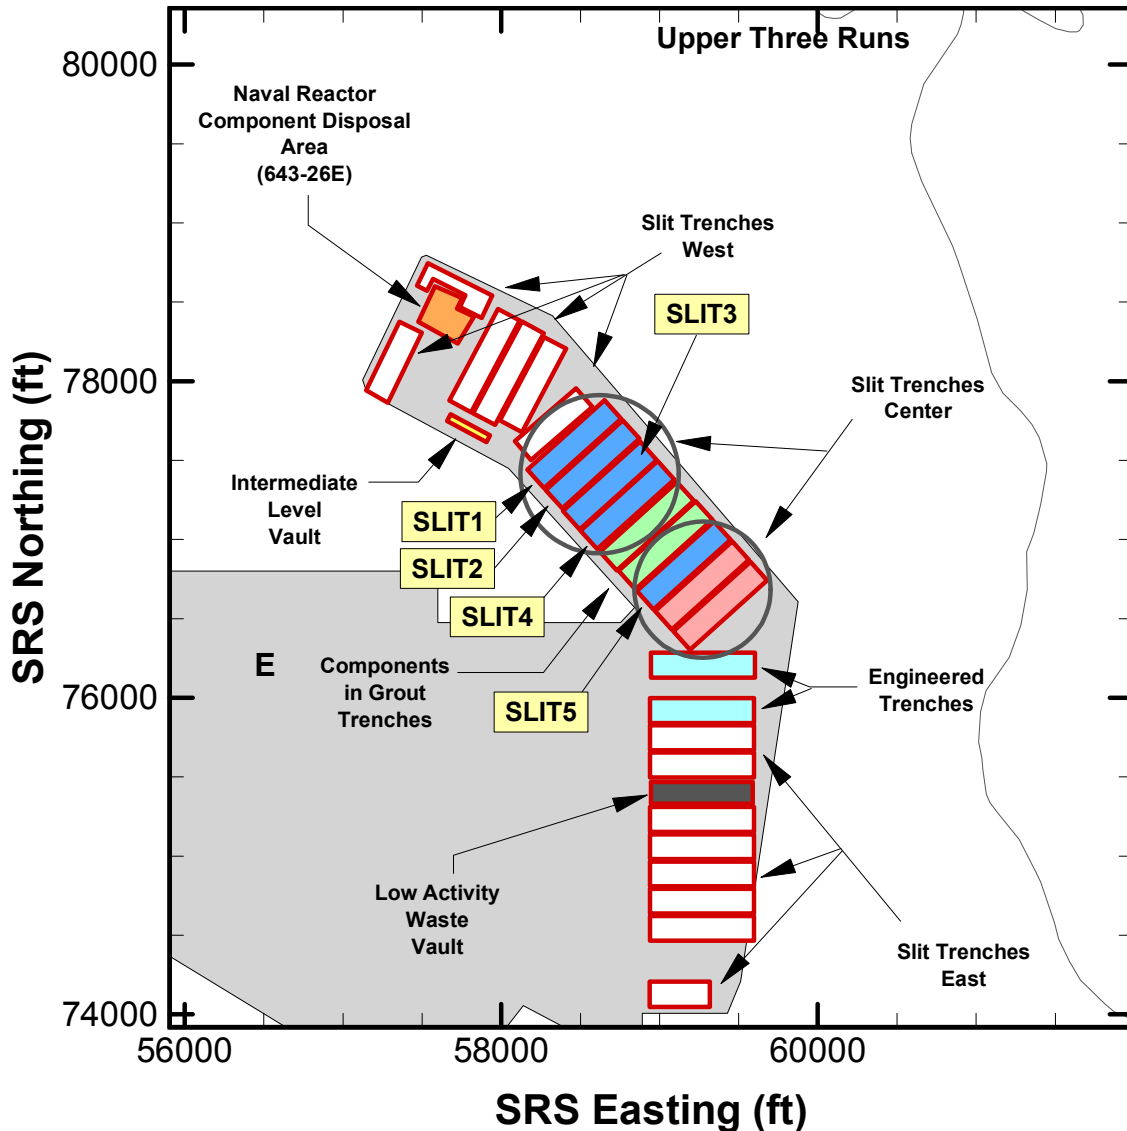 Upper Three Runs
80000
Naval Reactor
Component Disposal
Area
(643-26E)
Slit Trenches
West
SLIT3
78000
Slit Trenches
Center
Intermediate
Level
Vault
SLIT1
SLIT2
SLIT4
E
Components
in Grout
Trenches
SLIT5
76000
Engineered
Trenches
Low Activity
Waste
Vault
Slit Trenches
East
74000
56000
58000
60000
SRS Northing (ft)
SRS Easting (ft)